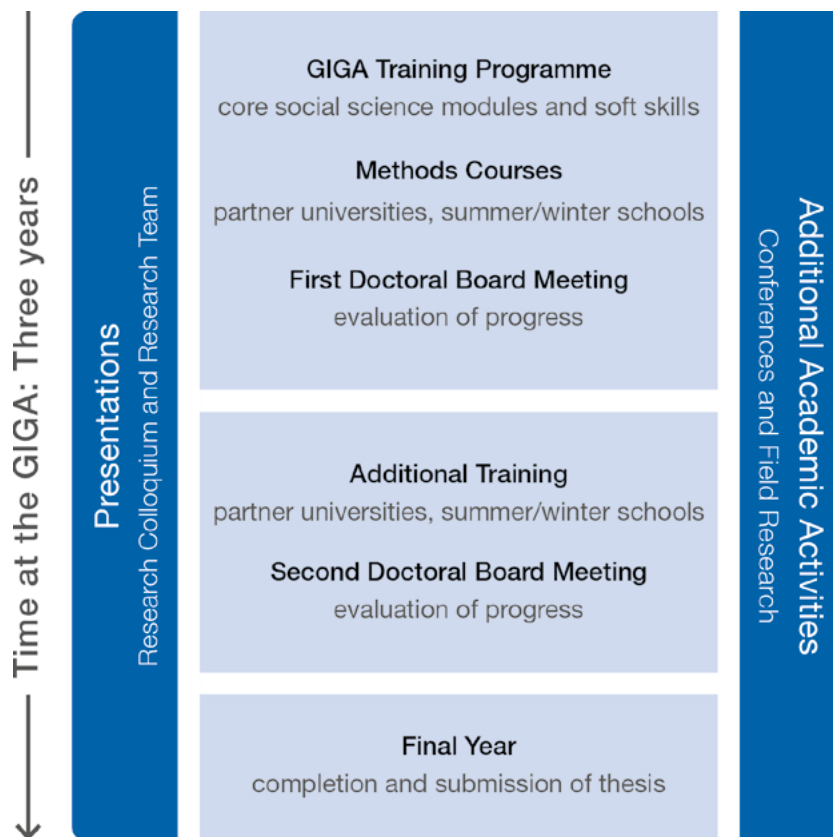 Time at the GIGA: Three years
Presentations
Research Colloquium and Research Team
GIGA Training Programme
core social science modules and soft skills
Methods Courses
partner universities, summer/winter schools
First Doctoral Board Meeting
evaluation of progress
Additional Training
partner universities, summer/winter schools
Second Doctoral Board Meeting
evaluation of progress
Final Year
completion and submission of thesis
Additional Academic Activities
Conferences and Field Research